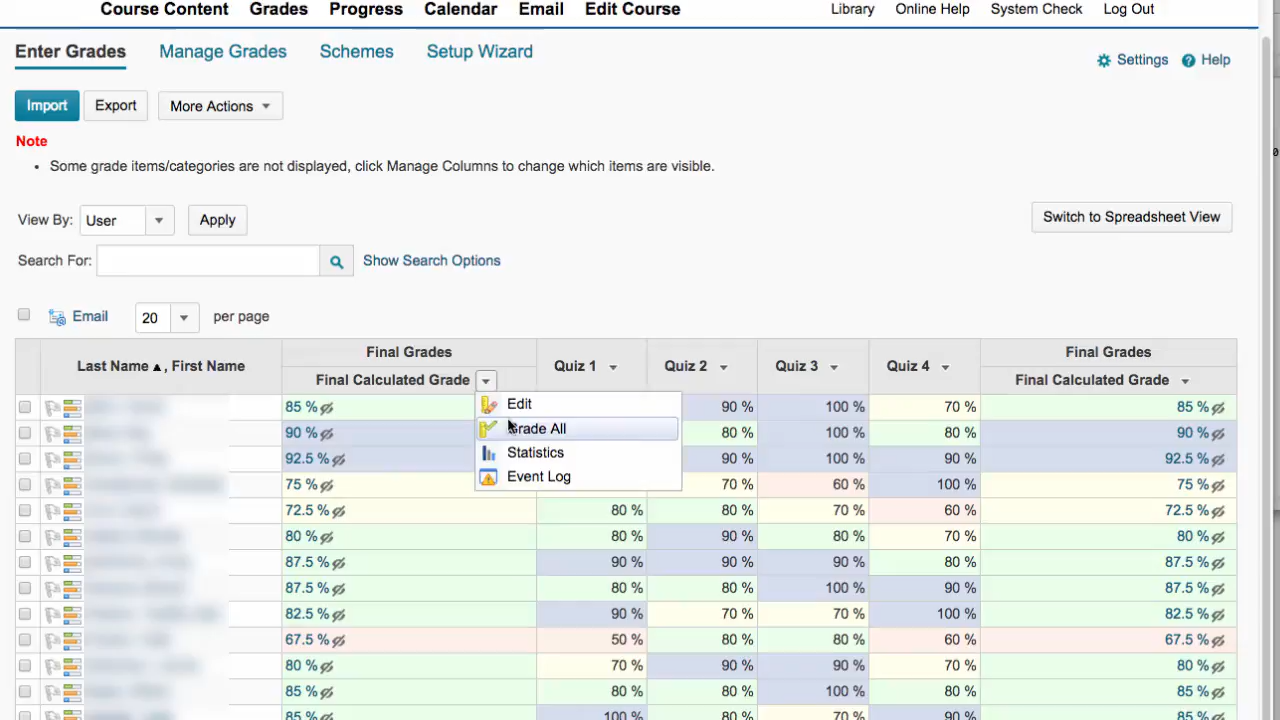 Course Content Grades Progress Calendar Email Edit Course Library Online Help System Check Log Out
Enter Grades Manage Grades Schemes Setup Wizard Settings Help
Import Export More Actions
Note
• Some grade items/categories are not displayed, click Manage Columns to change which items are visible.
View By: User Apply Switch to Spreadsheet View
Search For: Show Search Options
Email 20 per page
Final Grades Final Grades
Last Name , First Name Quiz 1 Quiz 2 Quiz 3 Quiz 4
Final Calculated Grade Final Calculated Grade
Edit
Grade All
Statistics
Event Log
85 % 90 % 100 % 70 % 85 %
90 % 80 % 100 % 80 % 90 %
92.5 % 90 % 100 % 90 % 92.5 %
75 % 70 % 60 % 100 % 75 %
72.5 % 80 % 80 % 70 % 60 % 72.5 %
80 % 80 % 90 % 80 % 70 % 80 %
87.5 % 90 % 90 % 90 % 80 % 87.5 %
87.5 % 80 % 80 % 100 % 90 % 87.5 %
82.5 % 90 % 70 % 70 % 100 % 82.5 %
67.5 % 50 % 80 % 80 % 60 % 67.5 %
80 % 70 % 90 % 90 % 70 % 80 %
85 % 80 % 80 % 100 % 80 % 85 %
85 % 100 % 80 % 70 % 90 % 85 %